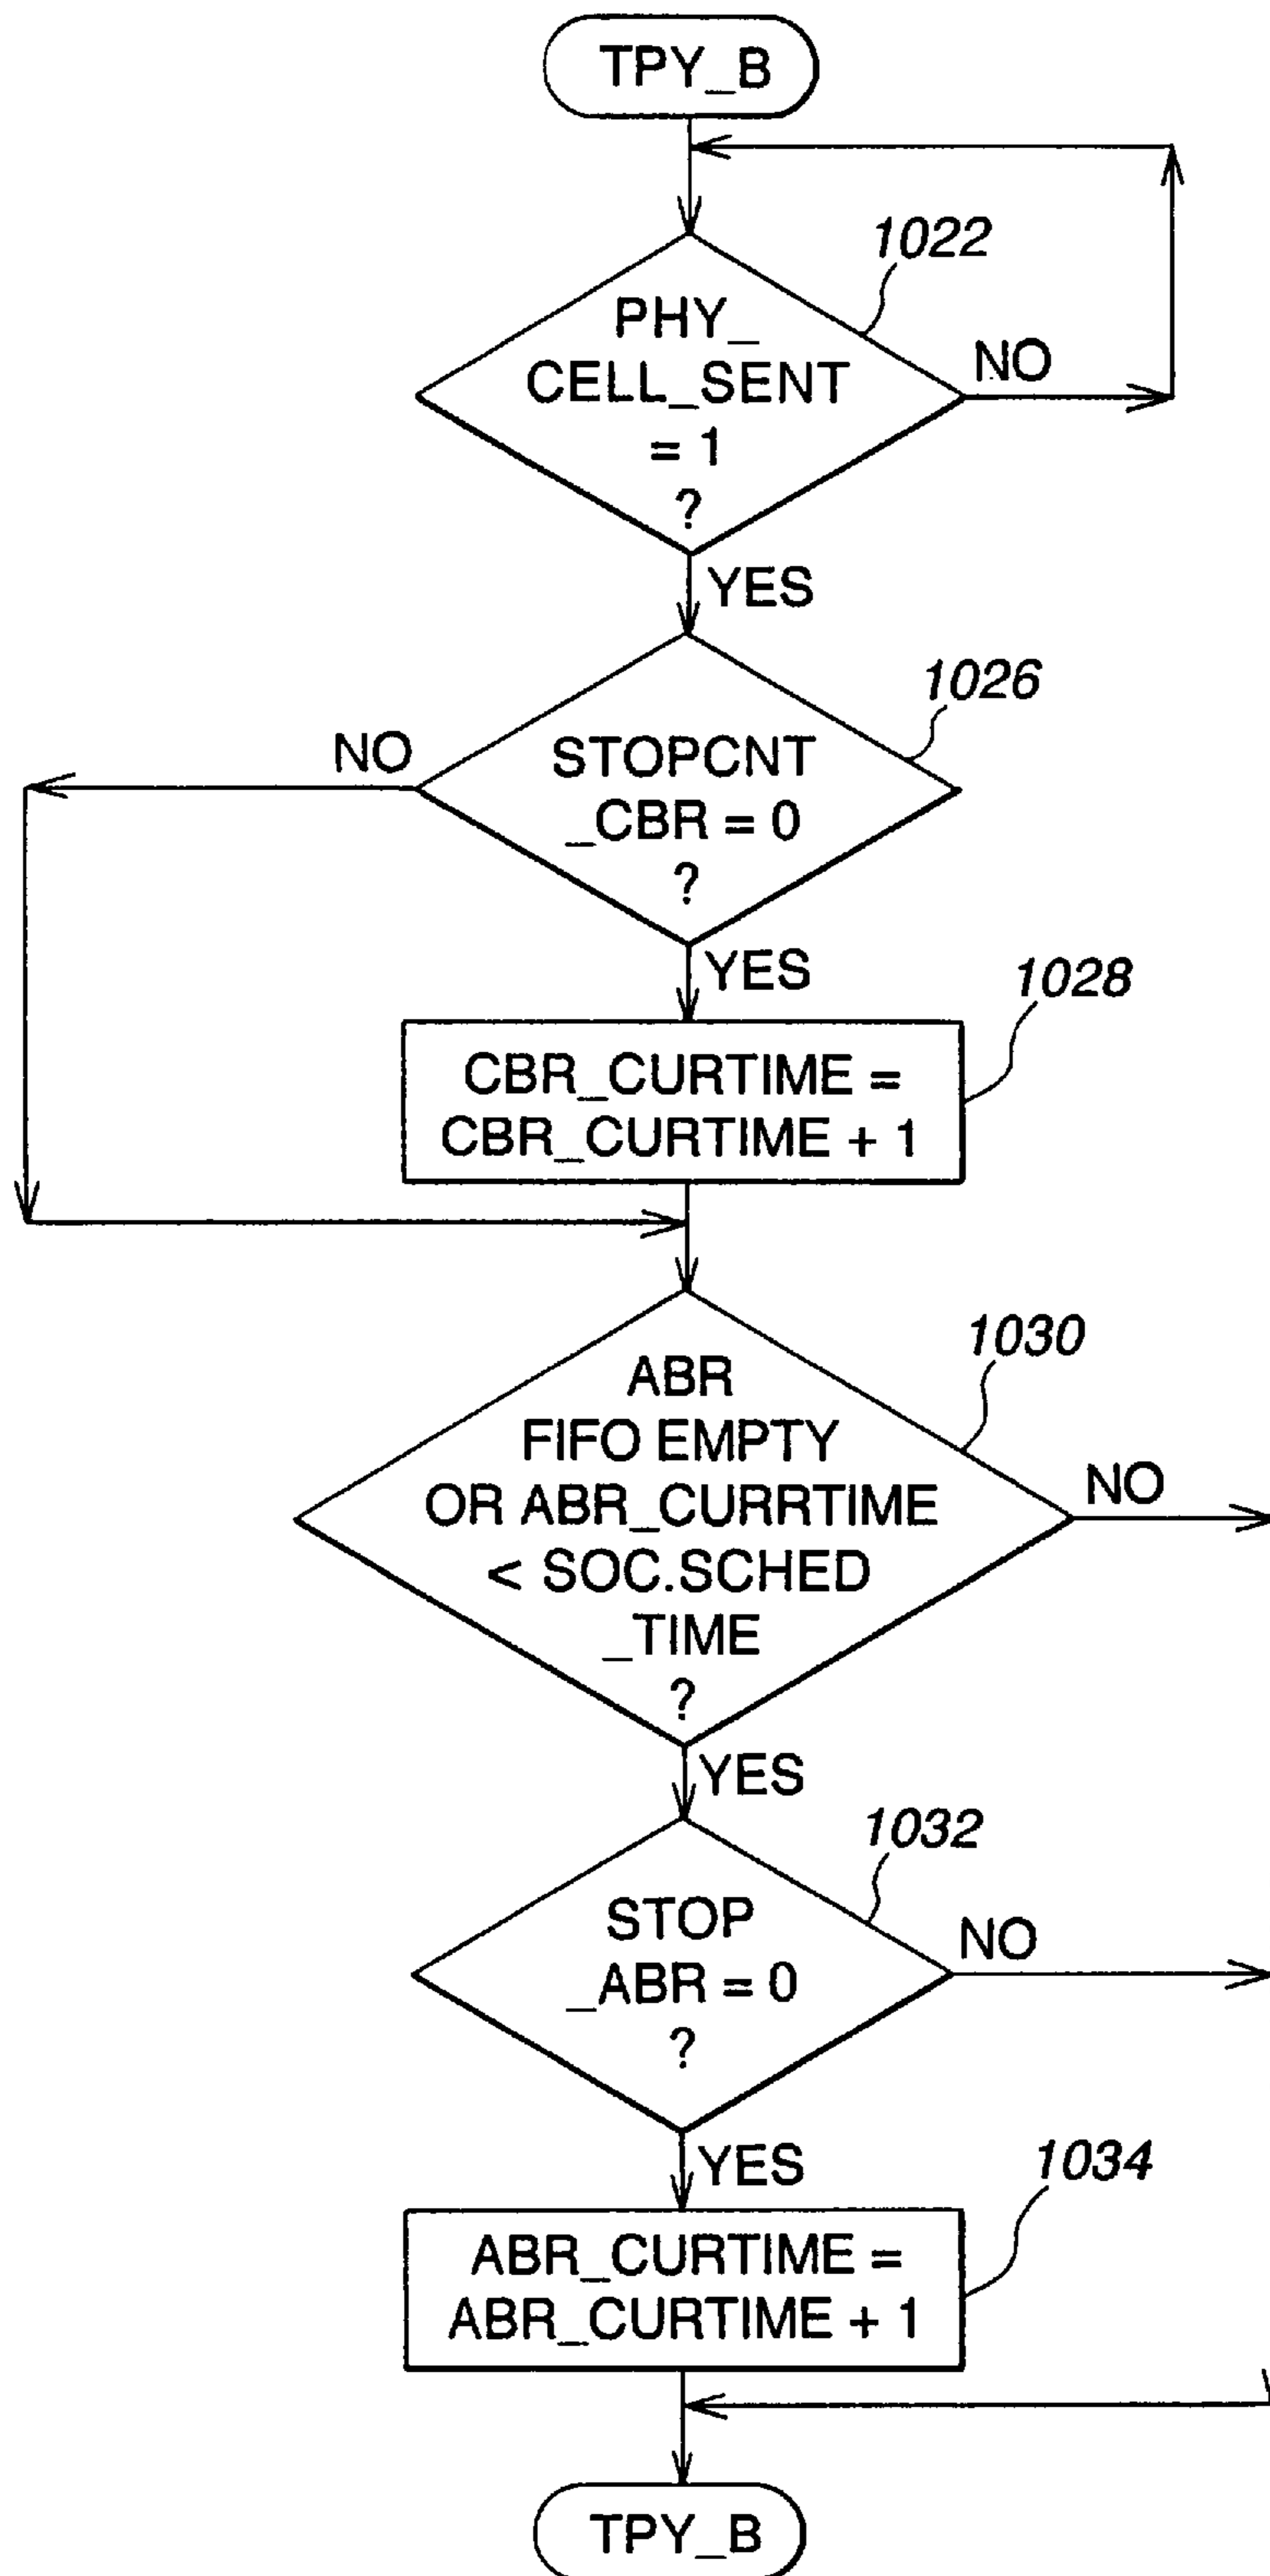 TPY_B
1022
PHY_
CELL_SENT
= 1
?
NO
YES
1026
NO
STOPCNT
_CBR = 0
?
YES
1028
CBR_CURTIME =
CBR_CURTIME + 1
1030
ABR
FIFO EMPTY
OR ABR_CURRTIME
< SOC.SCHED
_TIME
?
NO
YES
1032
STOP
_ABR = 0
?
NO
YES
1034
ABR_CURTIME =
ABR_CURTIME + 1
TPY_B